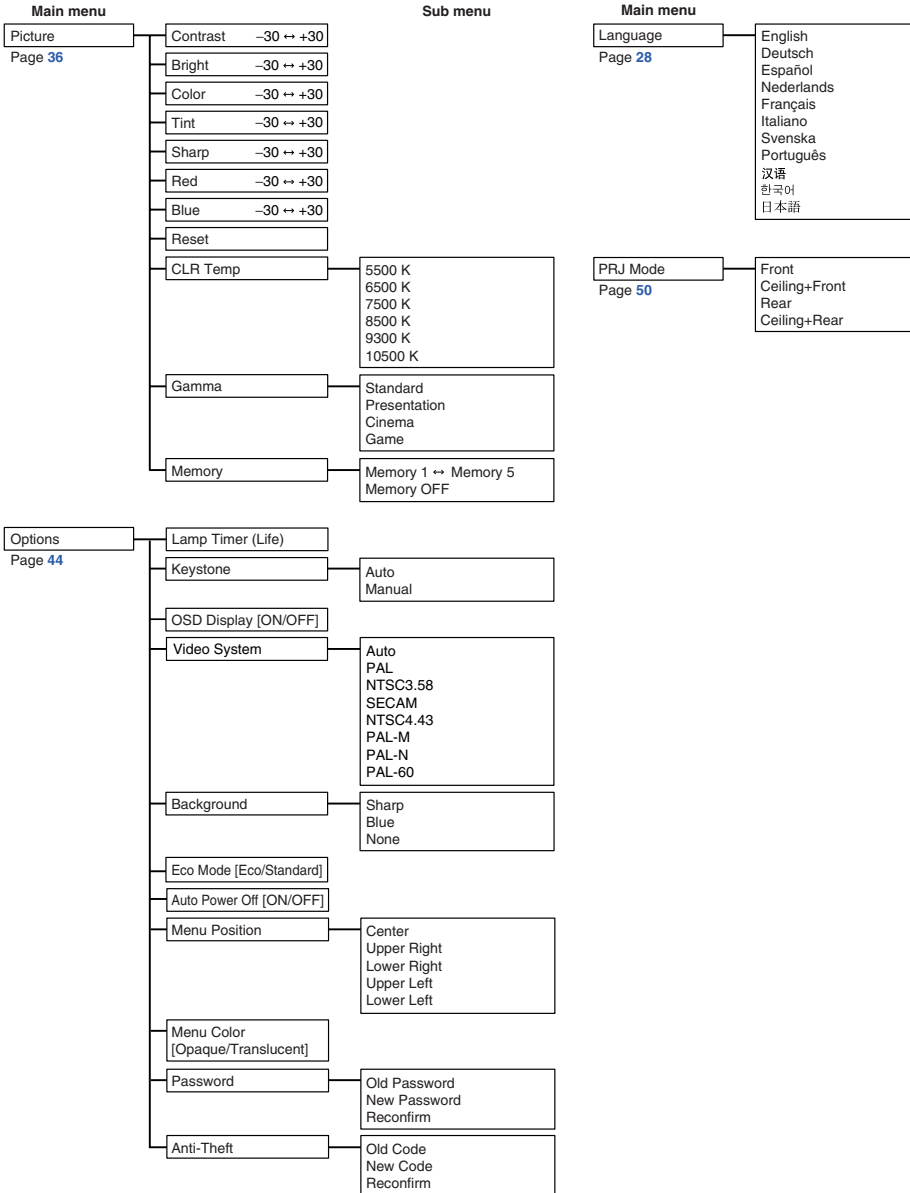 Main menu
Sub menu
Main menu
Picture
Page 36
Contrast –30 ↔ +30
Bright –30 ↔ +30
Color –30 ↔ +30
Tint –30 ↔ +30
Sharp –30 ↔ +30
Red –30 ↔ +30
Blue –30 ↔ +30
Reset
CLR Temp
5500 K
6500 K
7500 K
8500 K
9300 K
10500 K
Gamma
Standard
Presentation
Cinema
Game
Memory
Memory 1 ↔ Memory 5
Memory OFF
Language
Page 28
English
Deutsch
Español
Nederlands
Français
Italiano
Svenska
Português
汉语
한국어
日本語
PRJ Mode
Page 50
Front
Ceiling+Front
Rear
Ceiling+Rear
Options
Page 44
Lamp Timer (Life)
Keystone
Auto
Manual
OSD Display [ON/OFF]
Video System
Auto
PAL
NTSC3.58
SECAM
NTSC4.43
PAL-M
PAL-N
PAL-60
Background
Sharp
Blue
None
Eco Mode [Eco/Standard]
Auto Power Off [ON/OFF]
Menu Position
Center
Upper Right
Lower Right
Upper Left
Lower Left
Menu Color
[Opaque/Translucent]
Password
Old Password
New Password
Reconfirm
Anti-Theft
Old Code
New Code
Reconfirm